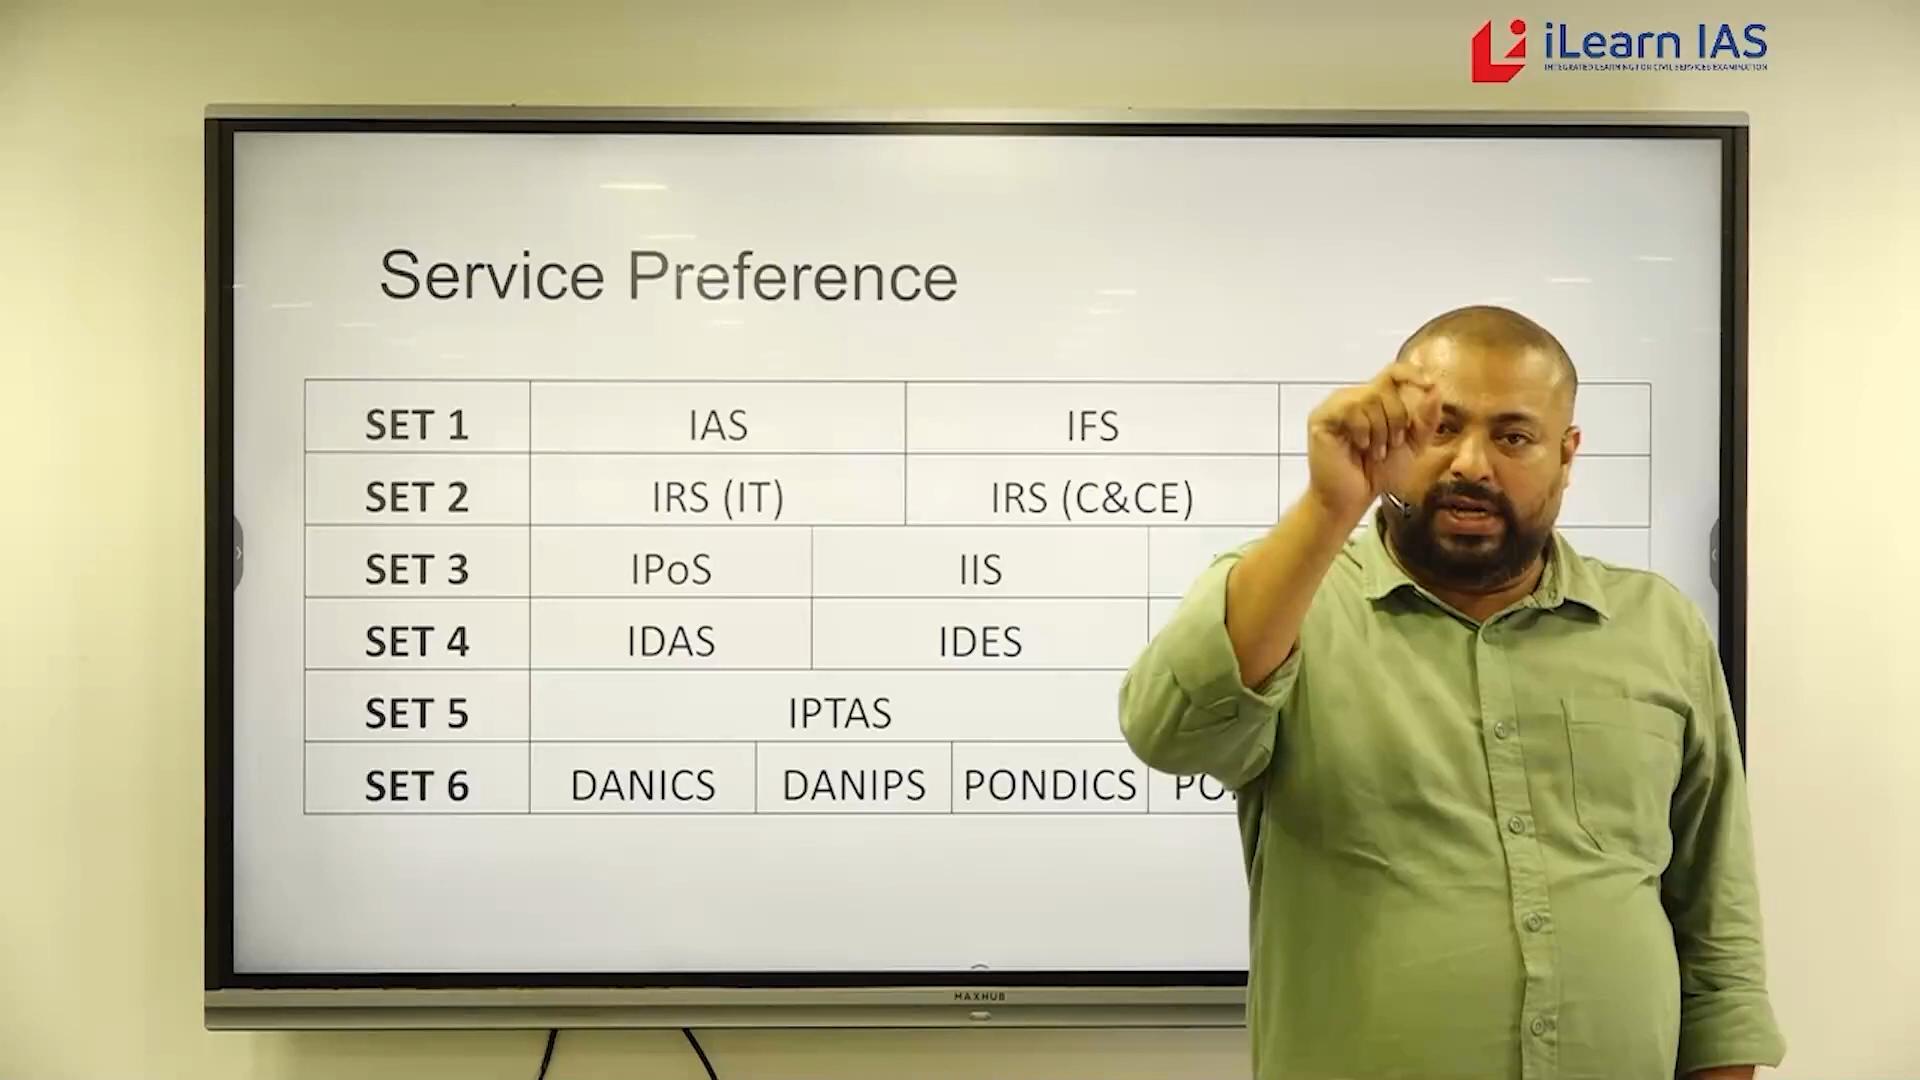 iLearn IAS
INTEGRATED LEARNING FOR CIVIL SERVICES EXAMINATION
Service Preference
SET 1 IAS IFS
SET 2 IRS (IT) IRS (C&CE)
SET 3 IPoS IIS
SET 4 IDAS IDES
SET 5 IPTAS
SET 6 DANICS DANIPS PONDICS
MAXHUB